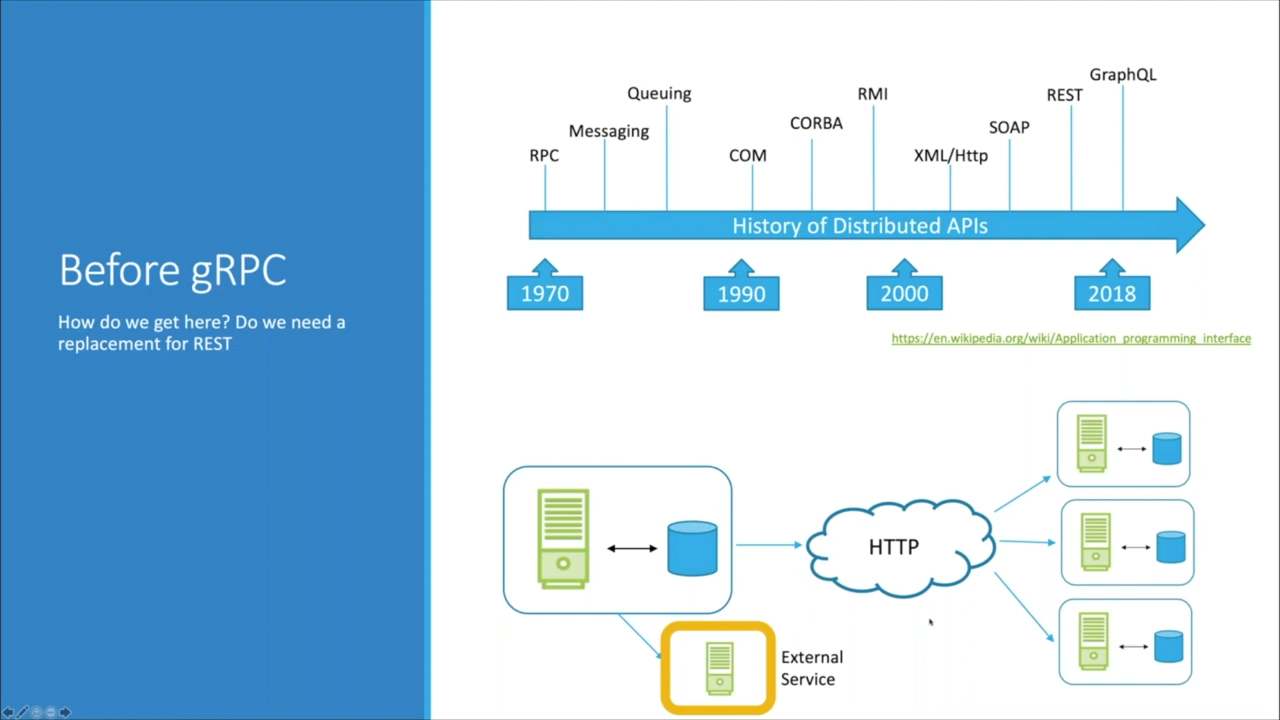 Before gRPC
How do we get here? Do we need a
replacement for REST
RPC
Messaging
Queuing
COM
CORBA
RMI
XML/Http
SOAP
REST
GraphQL
History of Distributed APIs
1970
1990
2000
2018
https://en.wikipedia.org/wiki/Application_programming_interface
HTTP
External
Service